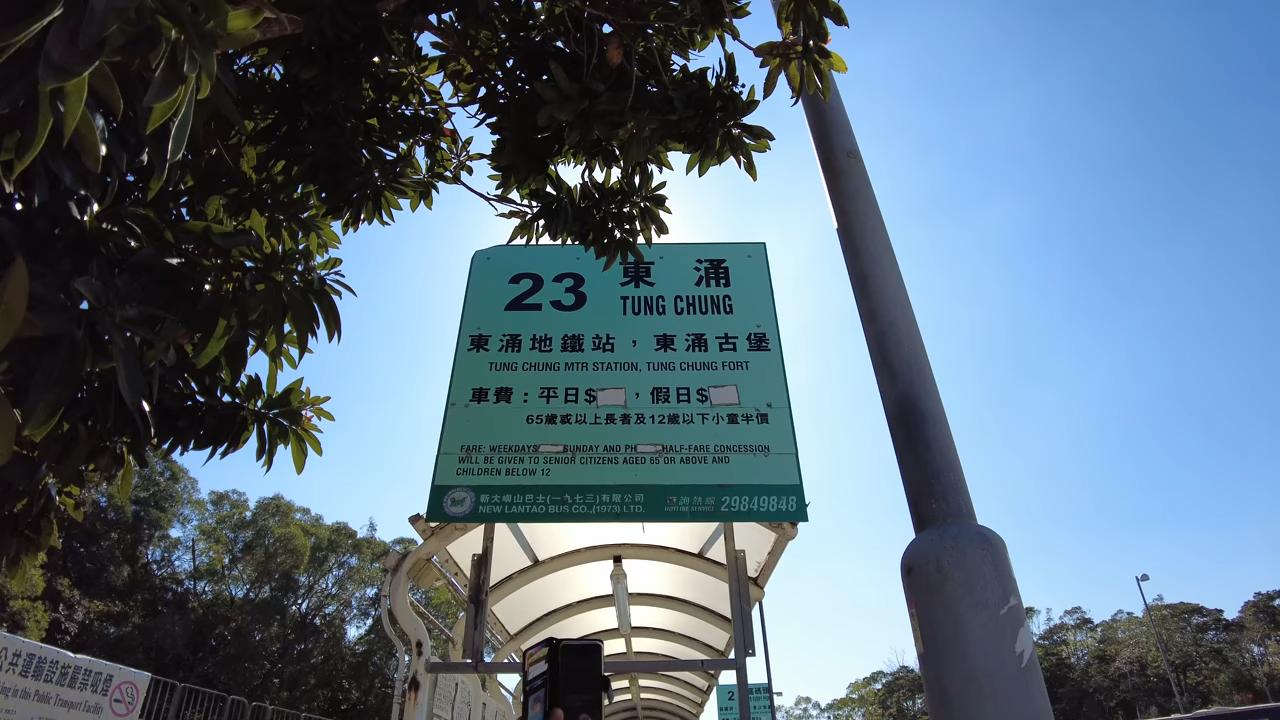 23
東涌
TUNG CHUNG
東涌地鐵站，東涌古堡
TUNG CHUNG MTR STATION, TUNG CHUNG FORT
車費：平日$ ，假日$
65歲或以上長者及12歲以下小童半價
FARE: WEEKDAYS SUNDAY AND PH HALF-FARE CONCESSION
WILL BE GIVEN TO SENIOR CITIZENS AGED 65 OR ABOVE AND
CHILDREN BELOW 12
新大嶼山巴士(一九七三)有限公司
NEW LANTAO BUS CO.,(1973) LTD.
查詢熱線
HOTLINE SERVICE
29849848
公共運輸設施嚴禁吸煙
ing in this Public Transport Facility
2